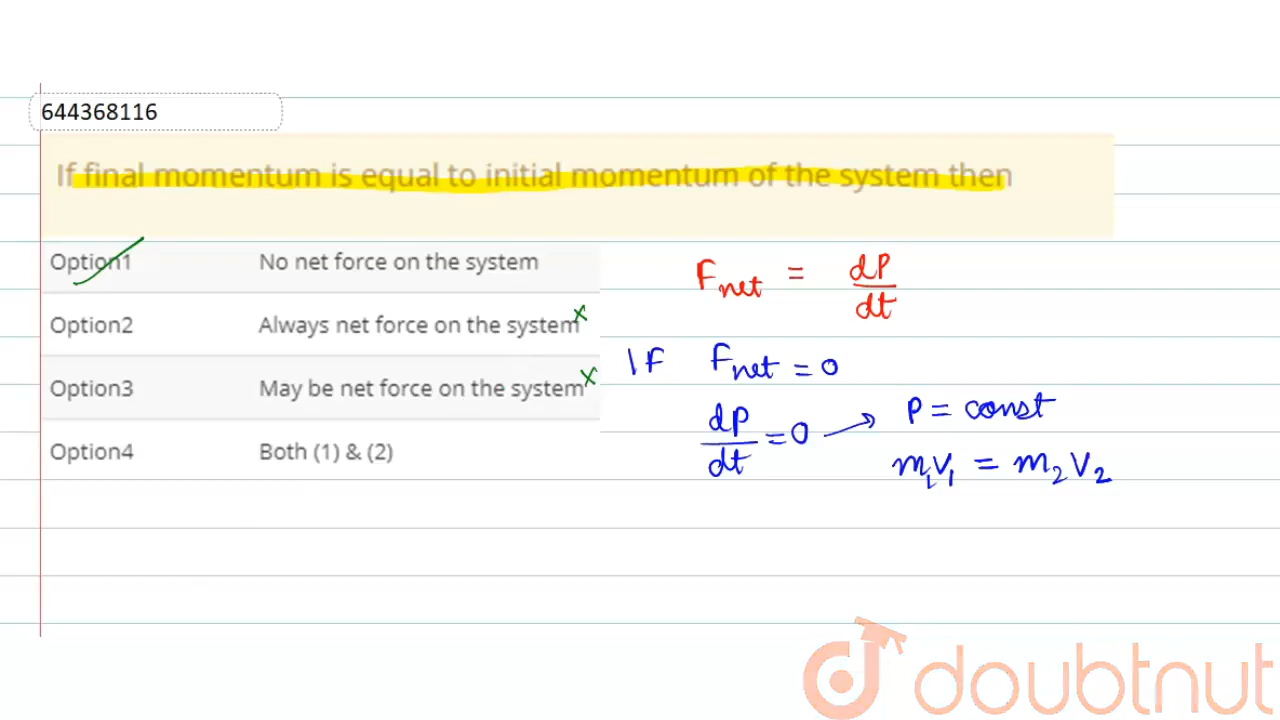 644368116
If final momentum is equal to initial momentum of the system then
Option1 No net force on the system
Option2 Always net force on the system x
Option3 May be net force on the system x
Option4 Both (1) & (2)
Fnet = dP/dt
If Fnet = 0
dP/dt = 0 → P = const
m₁v₁ = m₂v₂
doubtnut